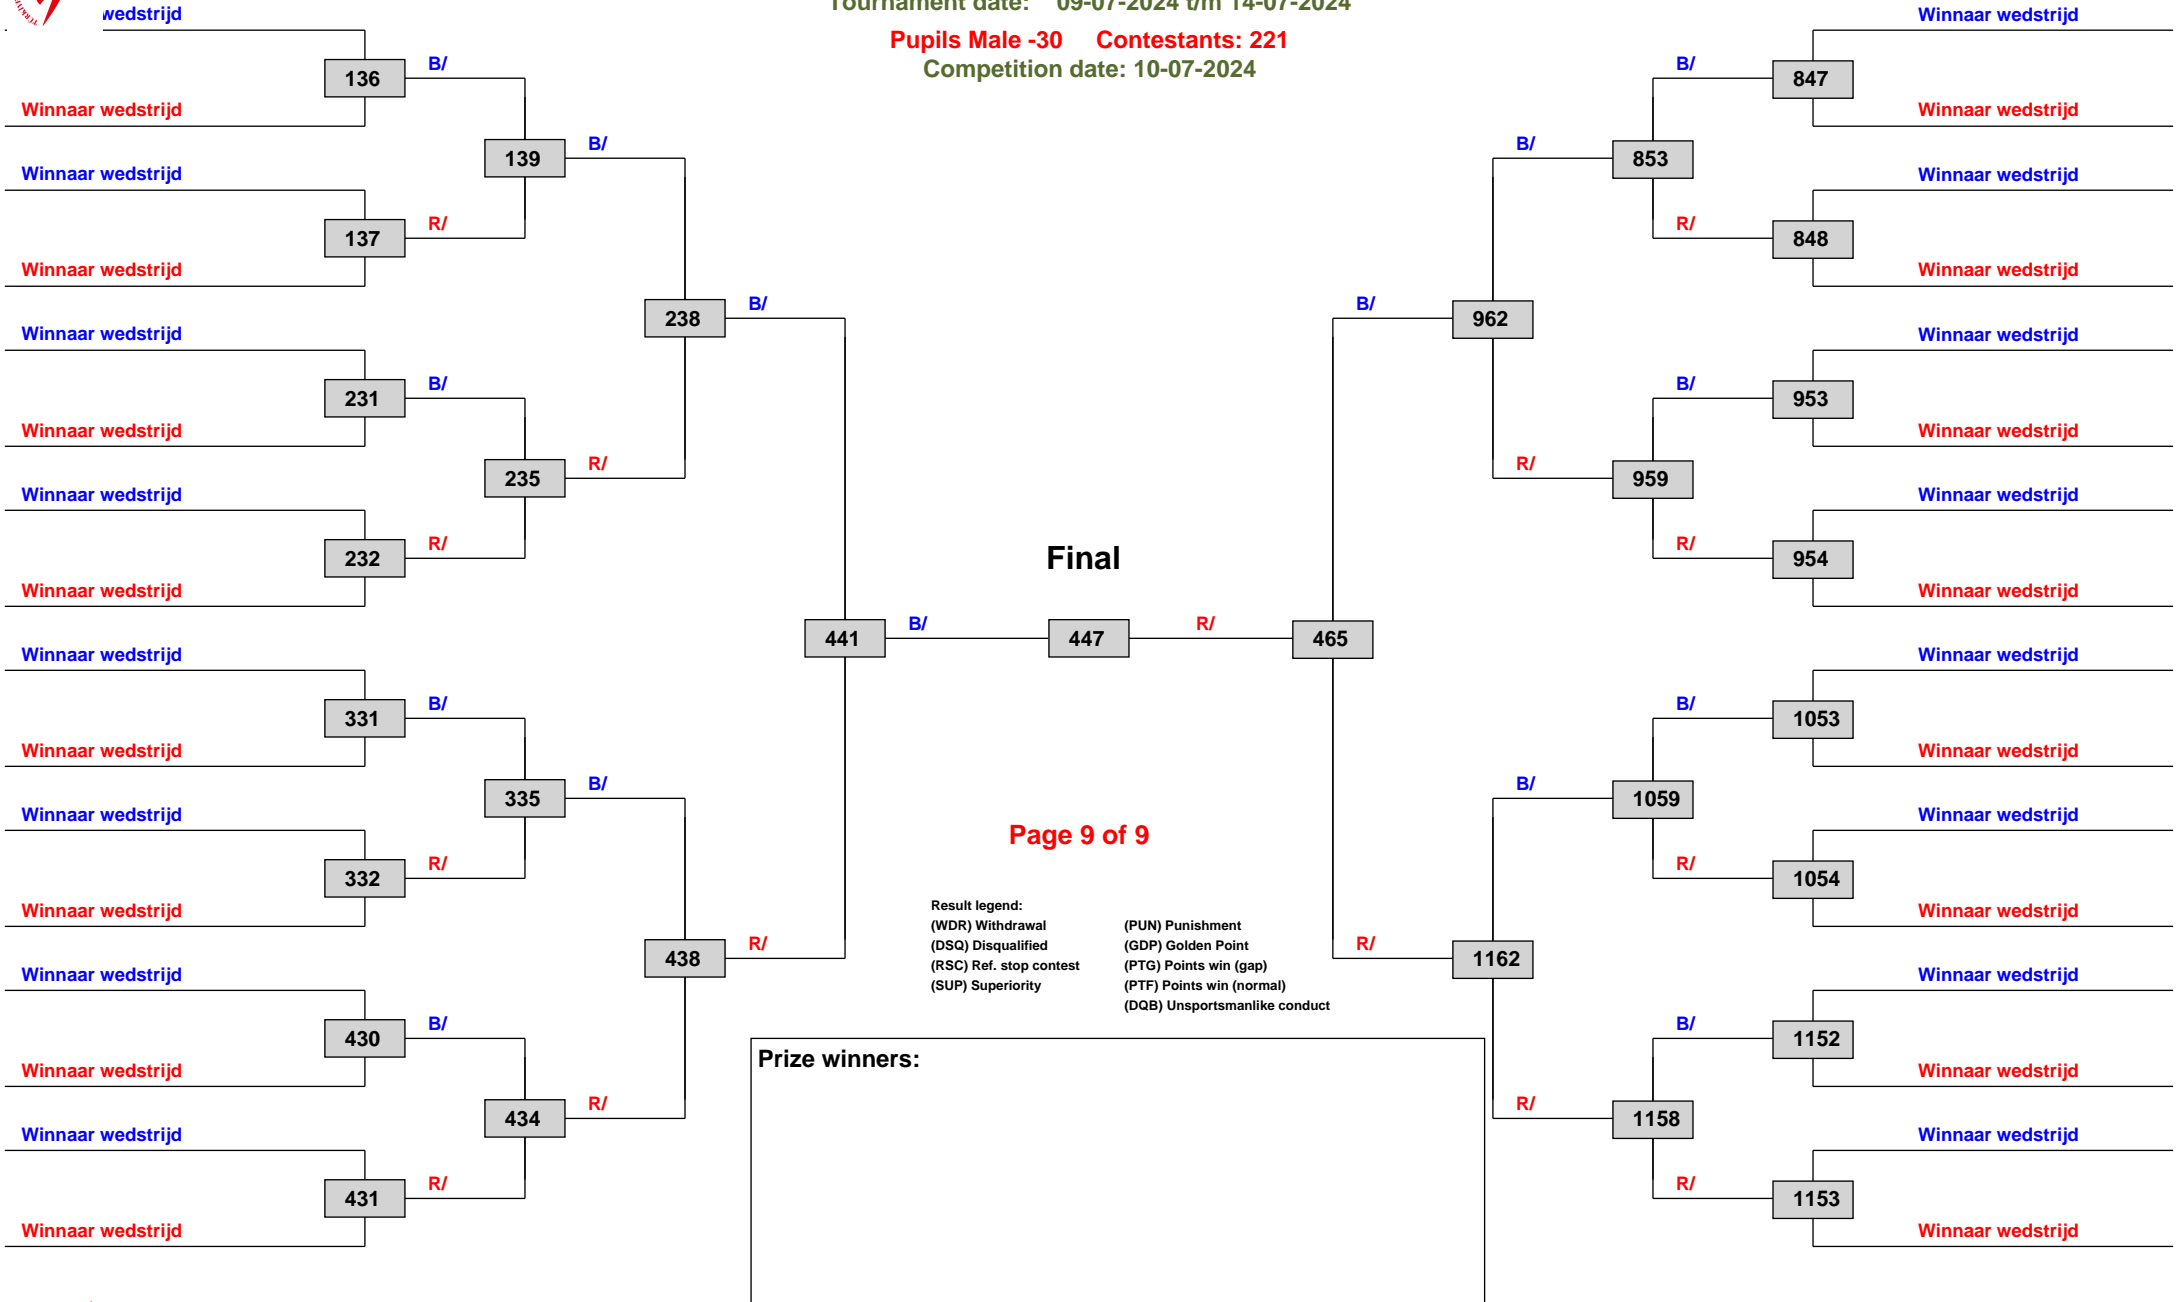 Tournament date: 09-07-2024 t/m 14-07-2024
Pupils Male -30 Contestants: 221
Competition date: 10-07-2024
wedstrijd
136
B/
Winnaar wedstrijd
139
B/
Winnaar wedstrijd
137
R/
Winnaar wedstrijd
238
B/
Winnaar wedstrijd
231
B/
Winnaar wedstrijd
235
R/
Winnaar wedstrijd
232
R/
Winnaar wedstrijd
441
B/
Winnaar wedstrijd
331
B/
Winnaar wedstrijd
335
B/
Winnaar wedstrijd
332
R/
Winnaar wedstrijd
438
R/
Winnaar wedstrijd
430
B/
Winnaar wedstrijd
434
R/
Winnaar wedstrijd
431
R/
Winnaar wedstrijd
Final
447
R/
465
Winnaar wedstrijd
B/
847
Winnaar wedstrijd
B/
853
Winnaar wedstrijd
R/
848
Winnaar wedstrijd
B/
962
Winnaar wedstrijd
B/
953
Winnaar wedstrijd
R/
959
Winnaar wedstrijd
R/
954
Winnaar wedstrijd
Winnaar wedstrijd
B/
1053
Winnaar wedstrijd
B/
1059
Winnaar wedstrijd
R/
1054
Winnaar wedstrijd
R/
1162
Winnaar wedstrijd
B/
1152
Winnaar wedstrijd
R/
1158
Winnaar wedstrijd
R/
1153
Winnaar wedstrijd
Page 9 of 9
Result legend:
(WDR) Withdrawal
(DSQ) Disqualified
(RSC) Ref. stop contest
(SUP) Superiority
(PUN) Punishment
(GDP) Golden Point
(PTG) Points win (gap)
(PTF) Points win (normal)
(DQB) Unsportsmanlike conduct
Prize winners: